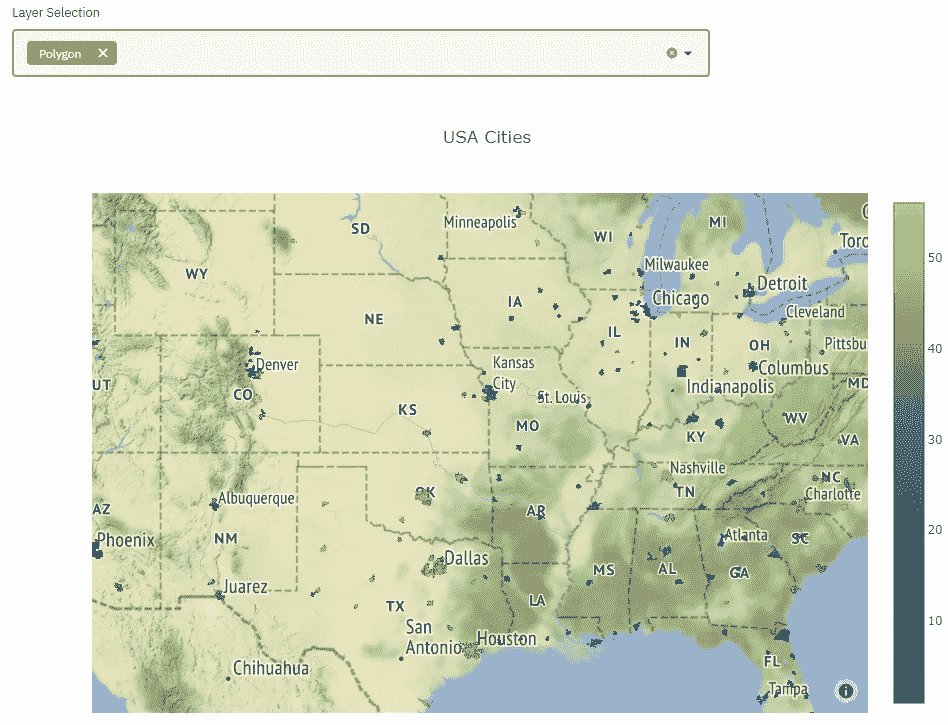 Layer Selection
Polygon
USA Cities
SD
Minneapolis
WI
MI
Toro
WY
Milwaukee
Detroit
Chicago
IA
NE
IL
Cleveland
IN
OH
Pittsbu
Denver
Kansas
City
Columbus
UT
CO
Indianapolis
MD
St. Louis
KS
MO
WV
KY
VA
Nashville
NC
Albuquerque
OK
TN
Charlotte
AZ
AR
Phoenix
NM
Atlanta
SC
Dallas
MS
AL
GA
Juarez
TX
LA
San
Antonio
Houston
Chihuahua
FL
Tampa
50
40
30
20
10